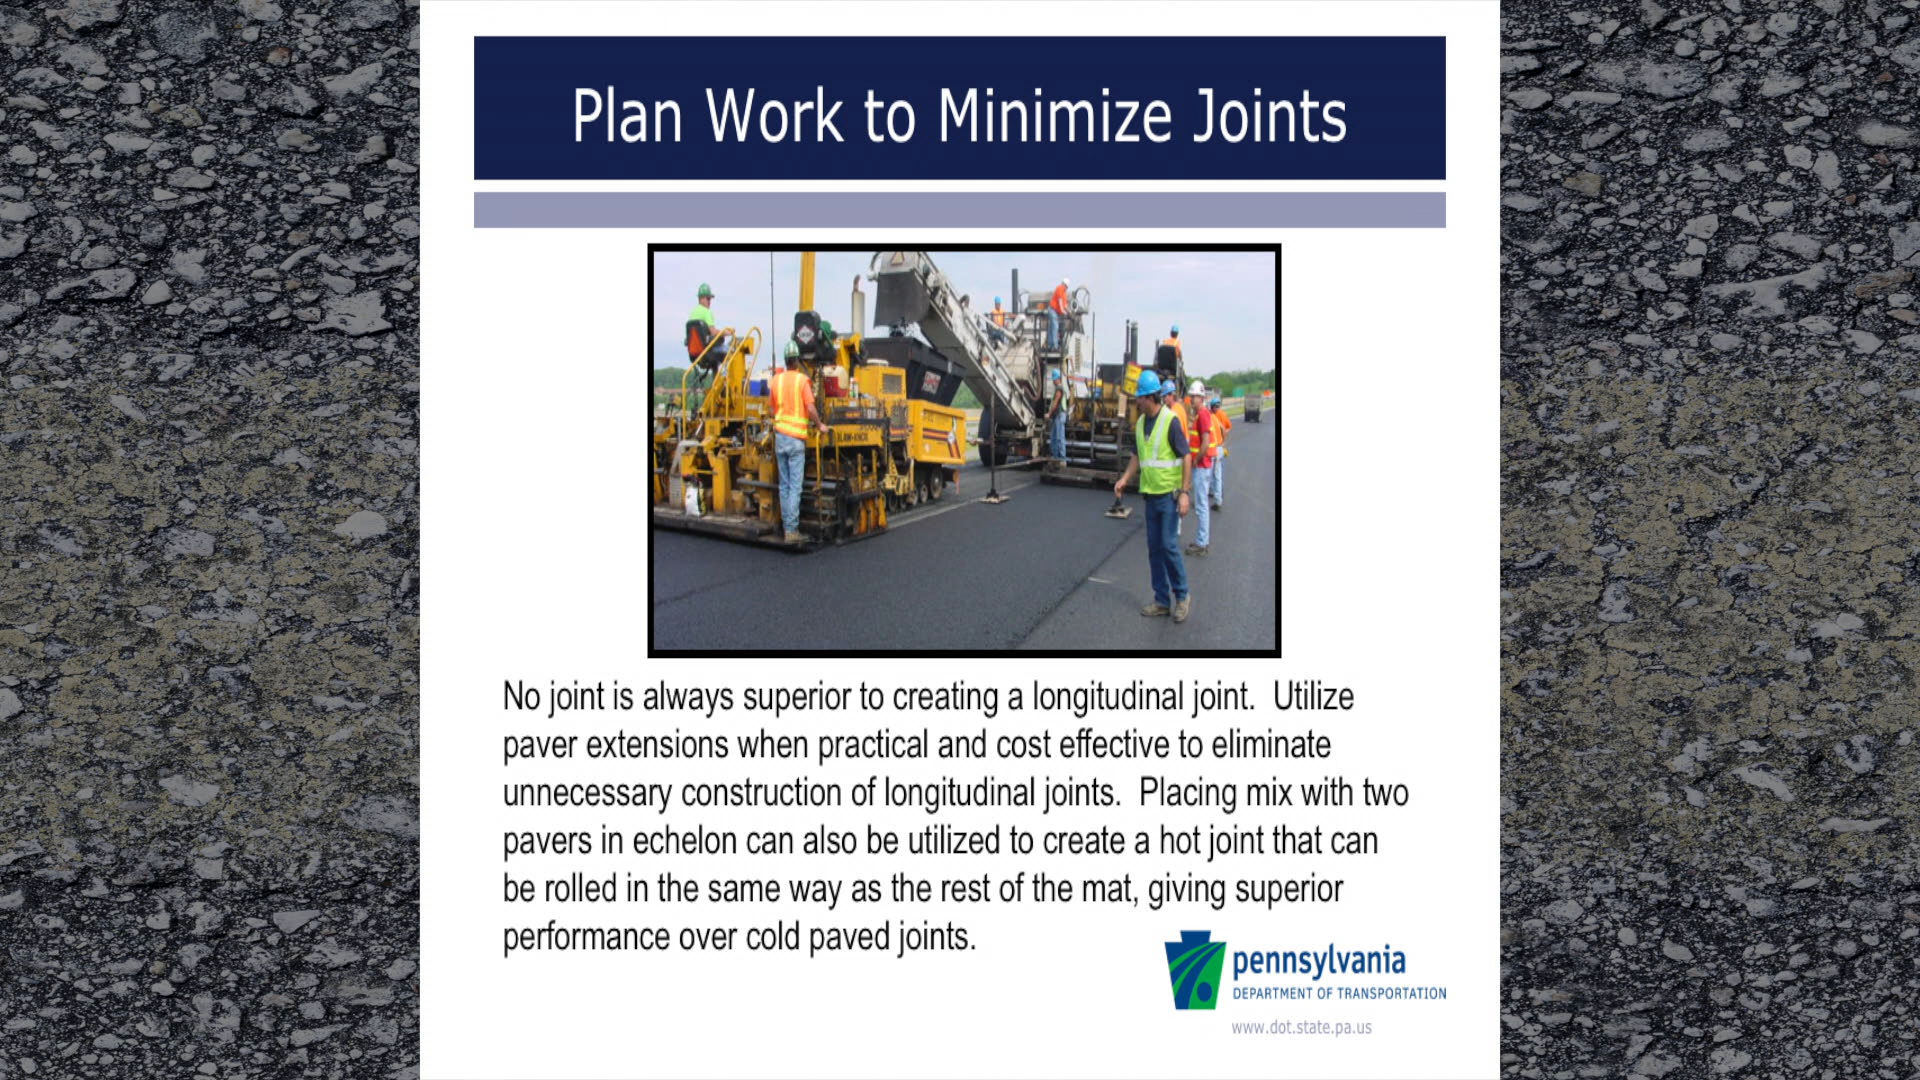 Plan Work to Minimize Joints
No joint is always superior to creating a longitudinal joint.  Utilize
paver extensions when practical and cost effective to eliminate
unnecessary construction of longitudinal joints.  Placing mix with two
pavers in echelon can also be utilized to create a hot joint that can
be rolled in the same way as the rest of the mat, giving superior
performance over cold paved joints.
pennsylvania
DEPARTMENT OF TRANSPORTATION
www.dot.state.pa.us